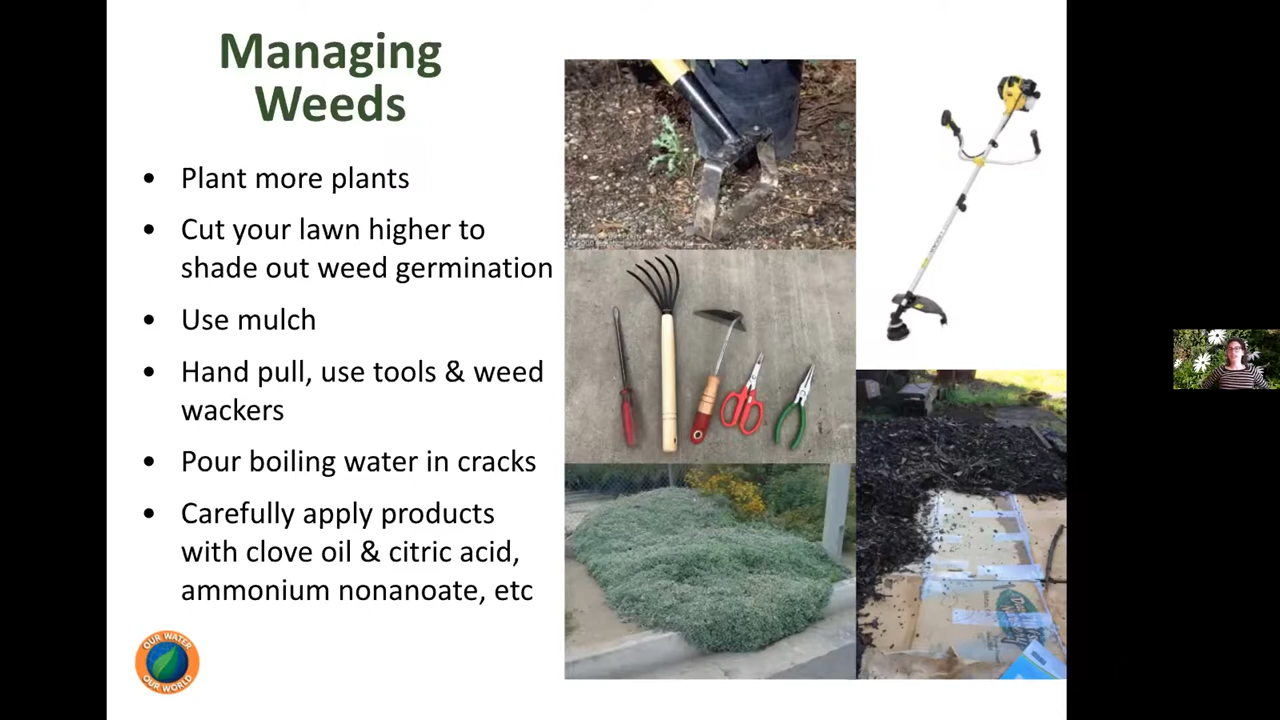 Managing
Weeds
• Plant more plants
• Cut your lawn higher to
shade out weed germination
• Use mulch
• Hand pull, use tools & weed
wackers
• Pour boiling water in cracks
• Carefully apply products
with clove oil & citric acid,
ammonium nonanoate, etc
OUR WATER
OUR WORLD